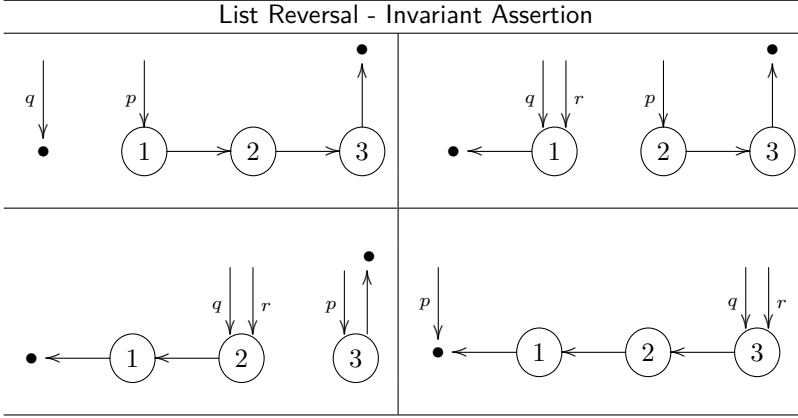 List Reversal - Invariant Assertion
q p 1 2 3
q r p 1 2 3
q r p 1 2 3
p q r 1 2 3